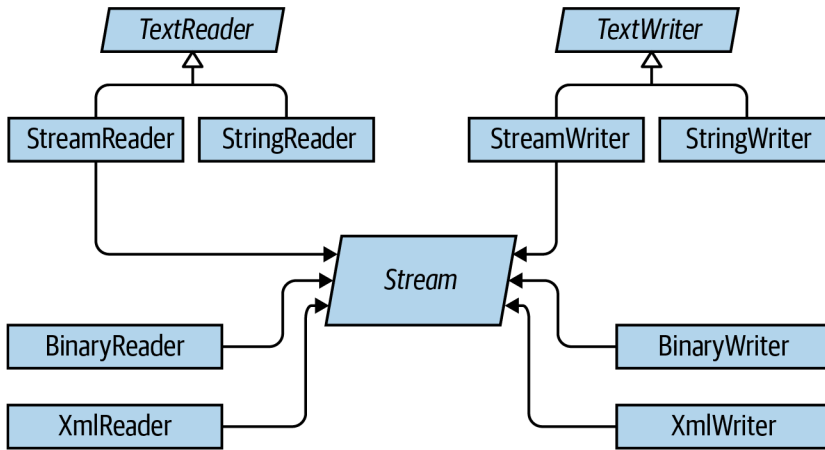 TextReader
TextWriter
StreamReader
StringReader
StreamWriter
StringWriter
Stream
BinaryReader
BinaryWriter
XmlReader
XmlWriter